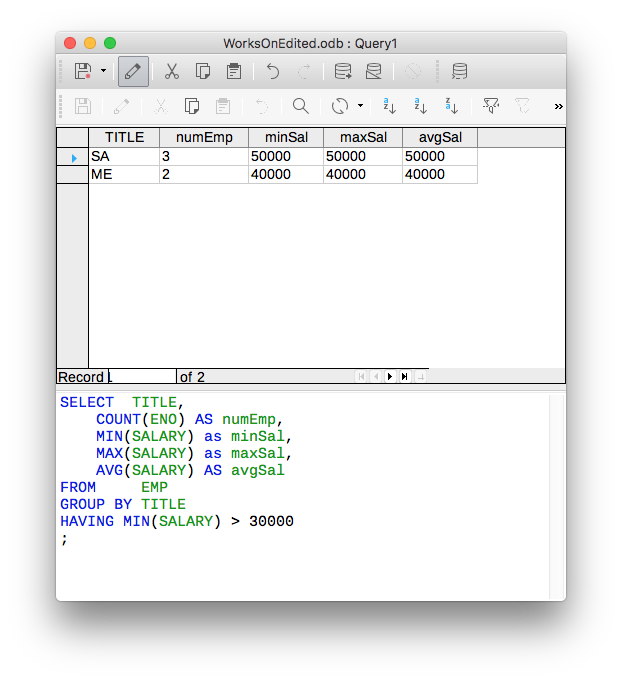 WorksOnEdited.odb : Query1
TITLE numEmp minSal maxSal avgSal
SA 3 50000 50000 50000
ME 2 40000 40000 40000
Record 1 of 2
SELECT  TITLE,
    COUNT(ENO) AS numEmp,
    MIN(SALARY) as minSal,
    MAX(SALARY) as maxSal,
    AVG(SALARY) AS avgSal
FROM     EMP
GROUP BY TITLE
HAVING MIN(SALARY) > 30000
;